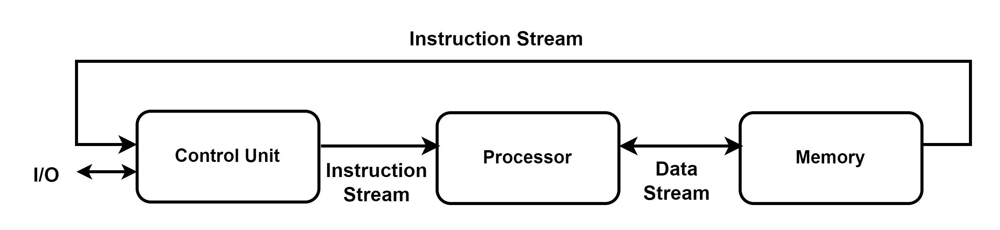 Instruction Stream
Control Unit
I/O
Instruction
Stream
Processor
Data
Stream
Memory